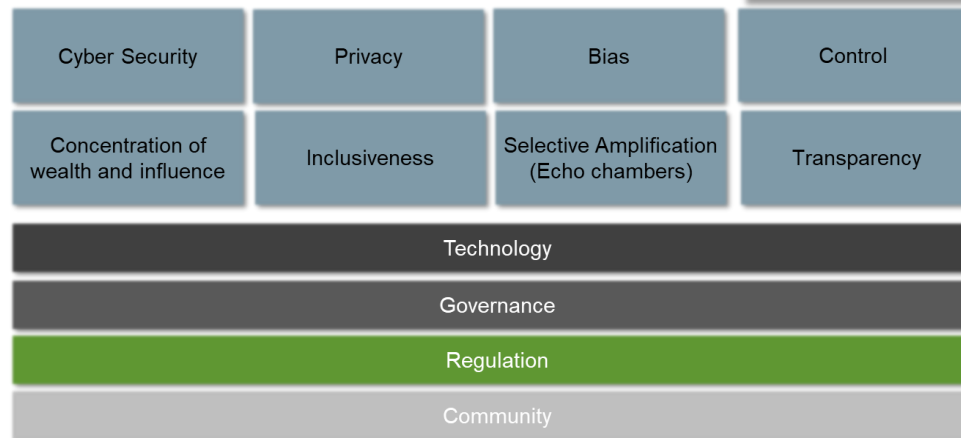 Cyber Security
Privacy
Bias
Control
Concentration of
wealth and influence
Inclusiveness
Selective Amplification
(Echo chambers)
Transparency
Technology
Governance
Regulation
Community